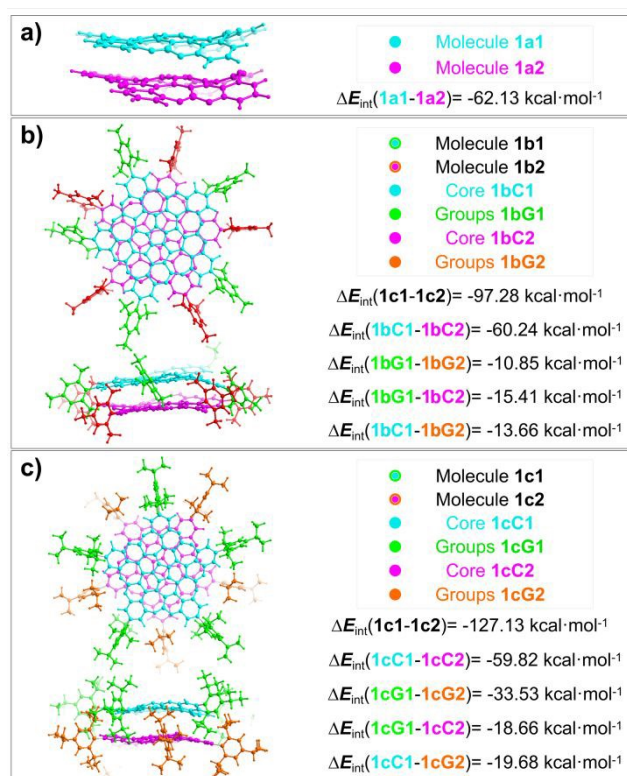 a)
Molecule 1a1
Molecule 1a2
ΔEint(1a1-1a2)= -62.13 kcal·mol-1
b)
Molecule 1b1
Molecule 1b2
Core 1bC1
Groups 1bG1
Core 1bC2
Groups 1bG2
ΔEint(1c1-1c2)= -97.28 kcal·mol-1
ΔEint(1bC1-1bC2)= -60.24 kcal·mol-1
ΔEint(1bG1-1bG2)= -10.85 kcal·mol-1
ΔEint(1bG1-1bC2)= -15.41 kcal·mol-1
ΔEint(1bC1-1bG2)= -13.66 kcal·mol-1
c)
Molecule 1c1
Molecule 1c2
Core 1cC1
Groups 1cG1
Core 1cC2
Groups 1cG2
ΔEint(1c1-1c2)= -127.13 kcal·mol-1
ΔEint(1cC1-1cC2)= -59.82 kcal·mol-1
ΔEint(1cG1-1cG2)= -33.53 kcal·mol-1
ΔEint(1cG1-1cC2)= -18.66 kcal·mol-1
ΔEint(1cC1-1cG2)= -19.68 kcal·mol-1